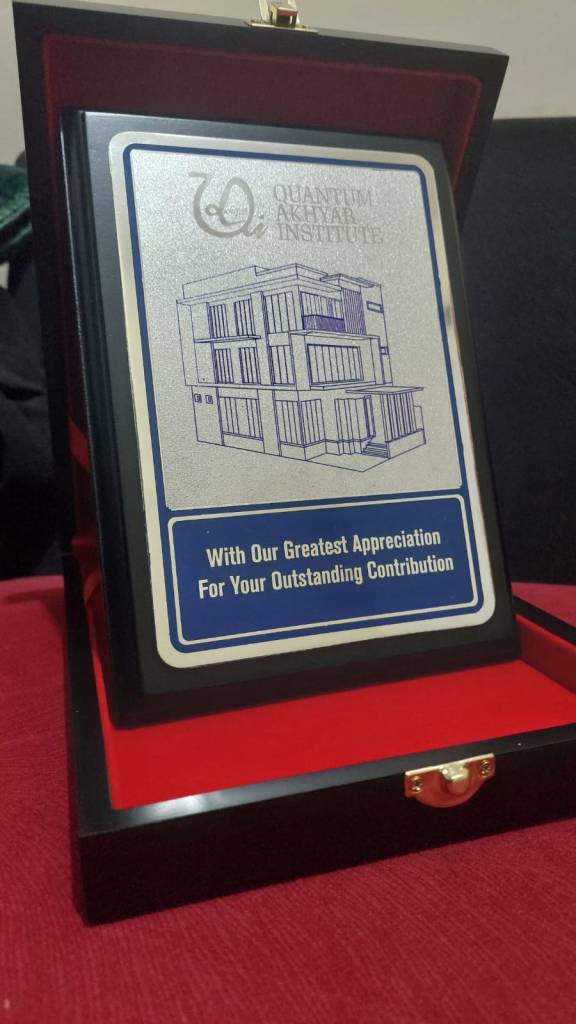 QUANTUM
AKHYAR
INSTITUTE
With Our Greatest Appreciation
For Your Outstanding Contribution